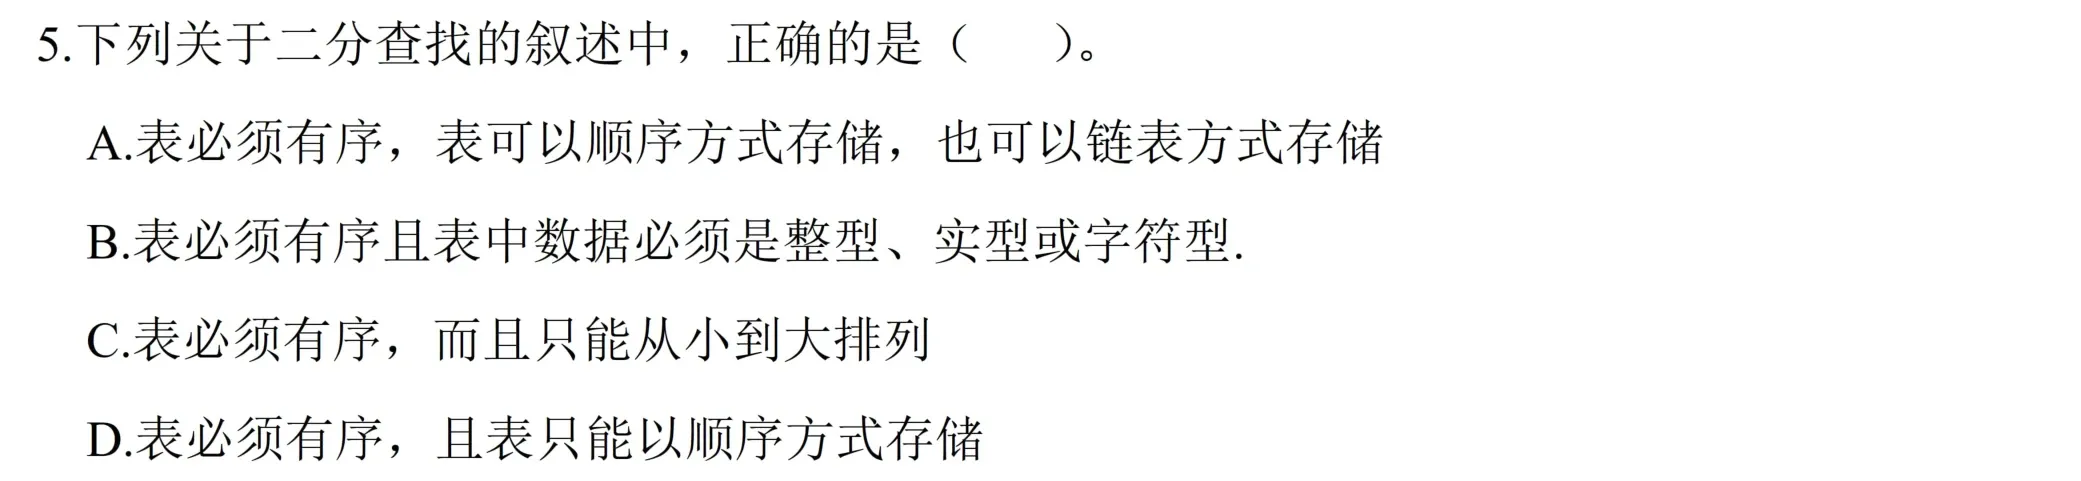 5.下列关于二分查找的叙述中，正确的是（　　）。
A.表必须有序，表可以顺序方式存储，也可以链表方式存储
B.表必须有序且表中数据必须是整型、实型或字符型.
C.表必须有序，而且只能从小到大排列
D.表必须有序，且表只能以顺序方式存储